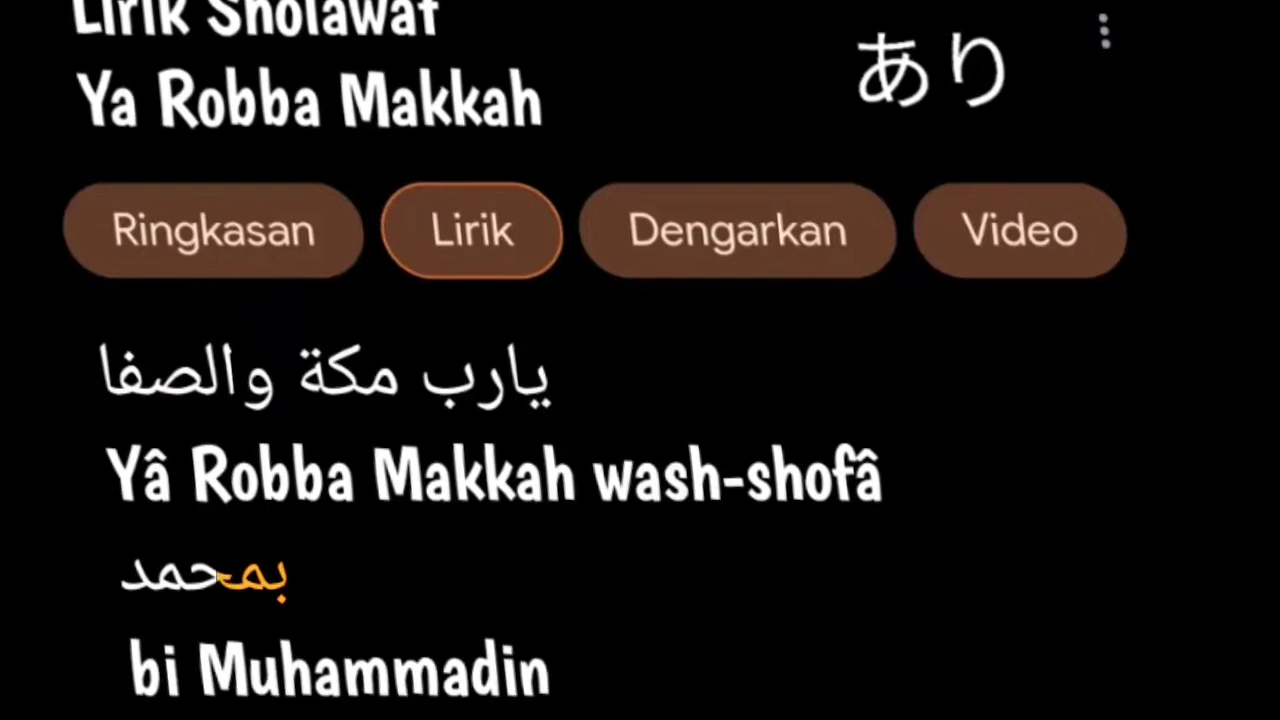 Lirik Sholawat
Ya Robba Makkah
あり
Ringkasan Lirik Dengarkan Video
يارب مكة والصفا
Yâ Robba Makkah wash-shofâ
بمحمد
bi Muhammadin